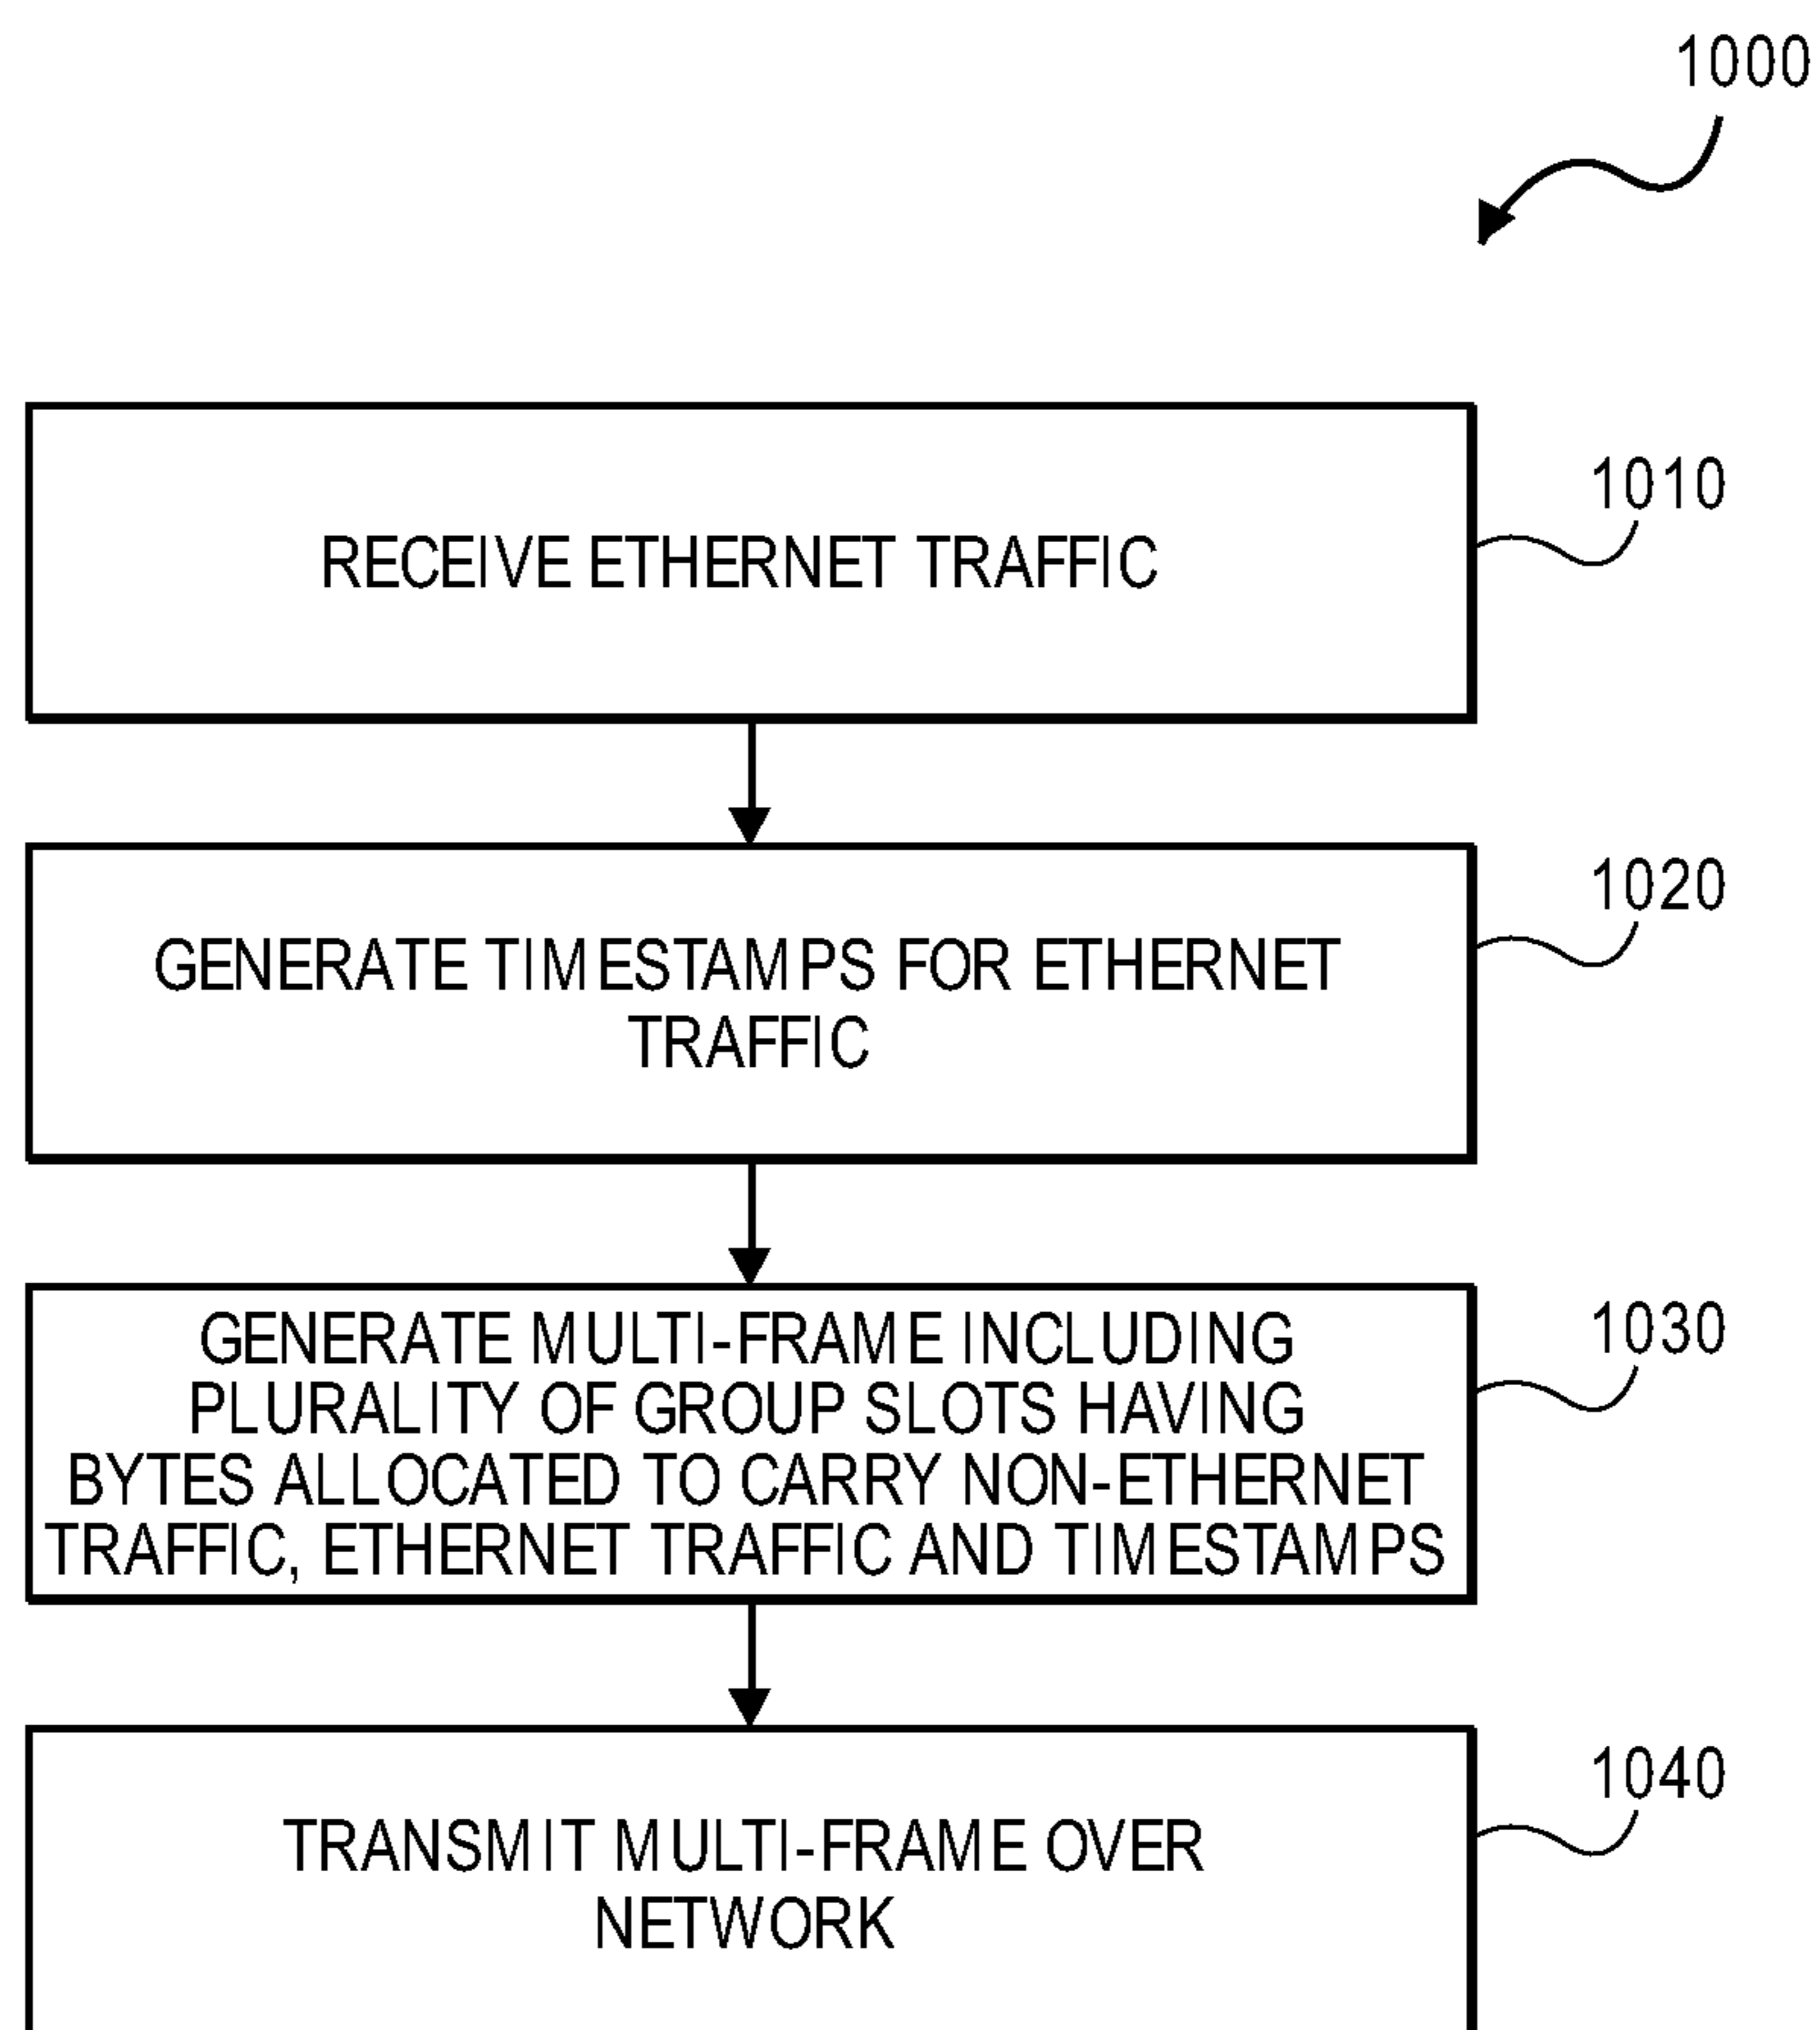 1000
1010
RECEIVE ETHERNET TRAFFIC
1020
GENERATE TIMESTAMPS FOR ETHERNET
TRAFFIC
1030
GENERATE MULTI-FRAME INCLUDING
PLURALITY OF GROUP SLOTS HAVING
BYTES ALLOCATED TO CARRY NON-ETHERNET
TRAFFIC, ETHERNET TRAFFIC AND TIMESTAMPS
1040
TRANSMIT MULTI-FRAME OVER
NETWORK